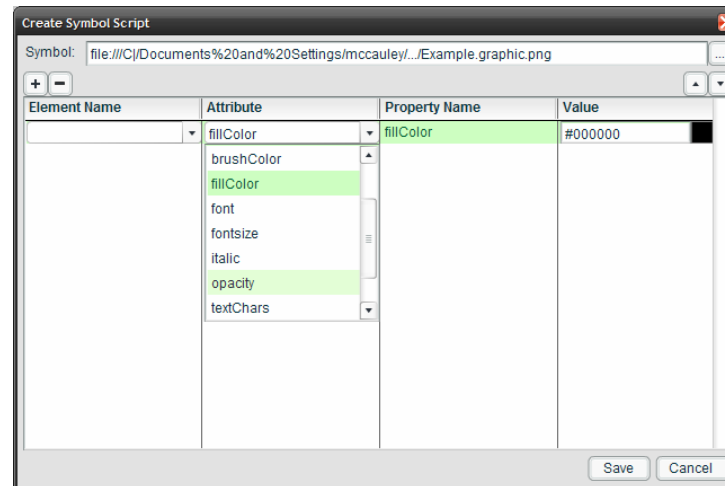 Create Symbol Script
Symbol: file:///C|/Documents%20and%20Settings/mccauley/.../Example.graphic.png ...
+ −
Element Name Attribute Property Name Value
fillColor fillColor #000000
brushColor
fillColor
font
fontsize
italic
opacity
textChars
Save Cancel